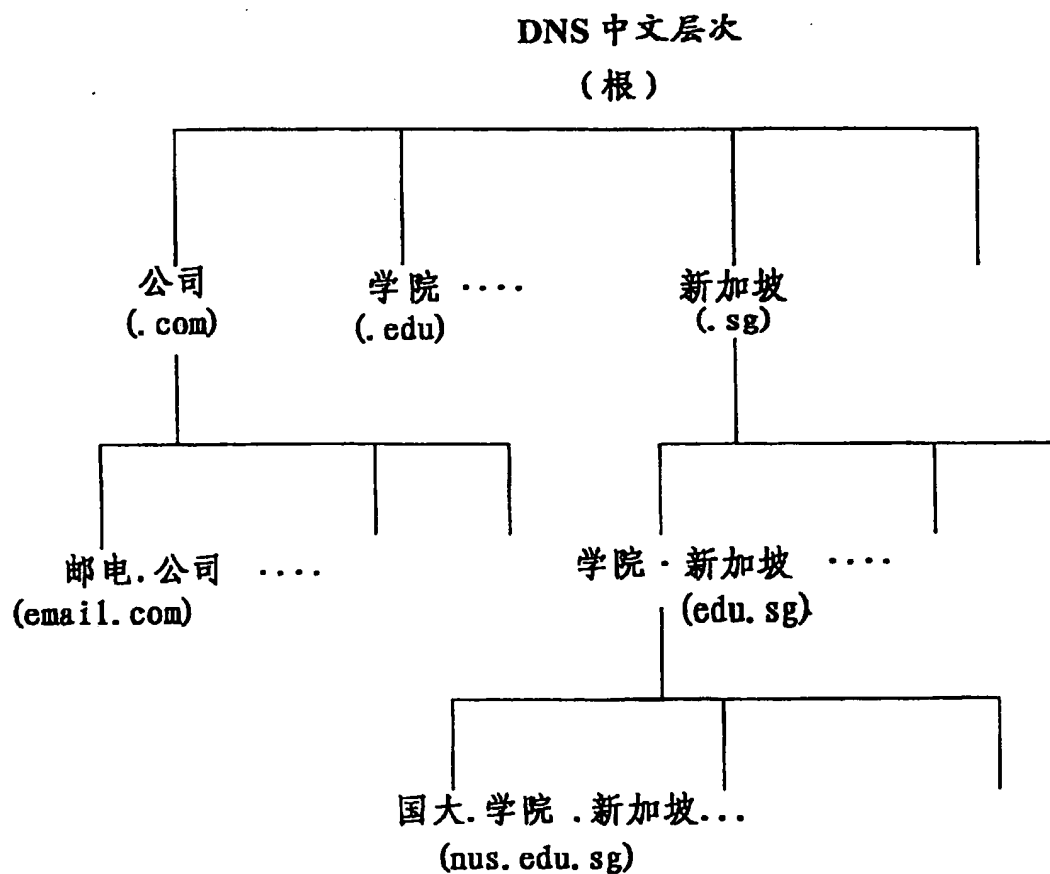 DNS 中文层次
(根)
公司 学院 ···· 新加坡
(.com) (.edu) (.sg)
邮电.公司 ···· 学院·新加坡 ····
(email.com) (edu.sg)
国大.学院.新加坡...
(nus.edu.sg)